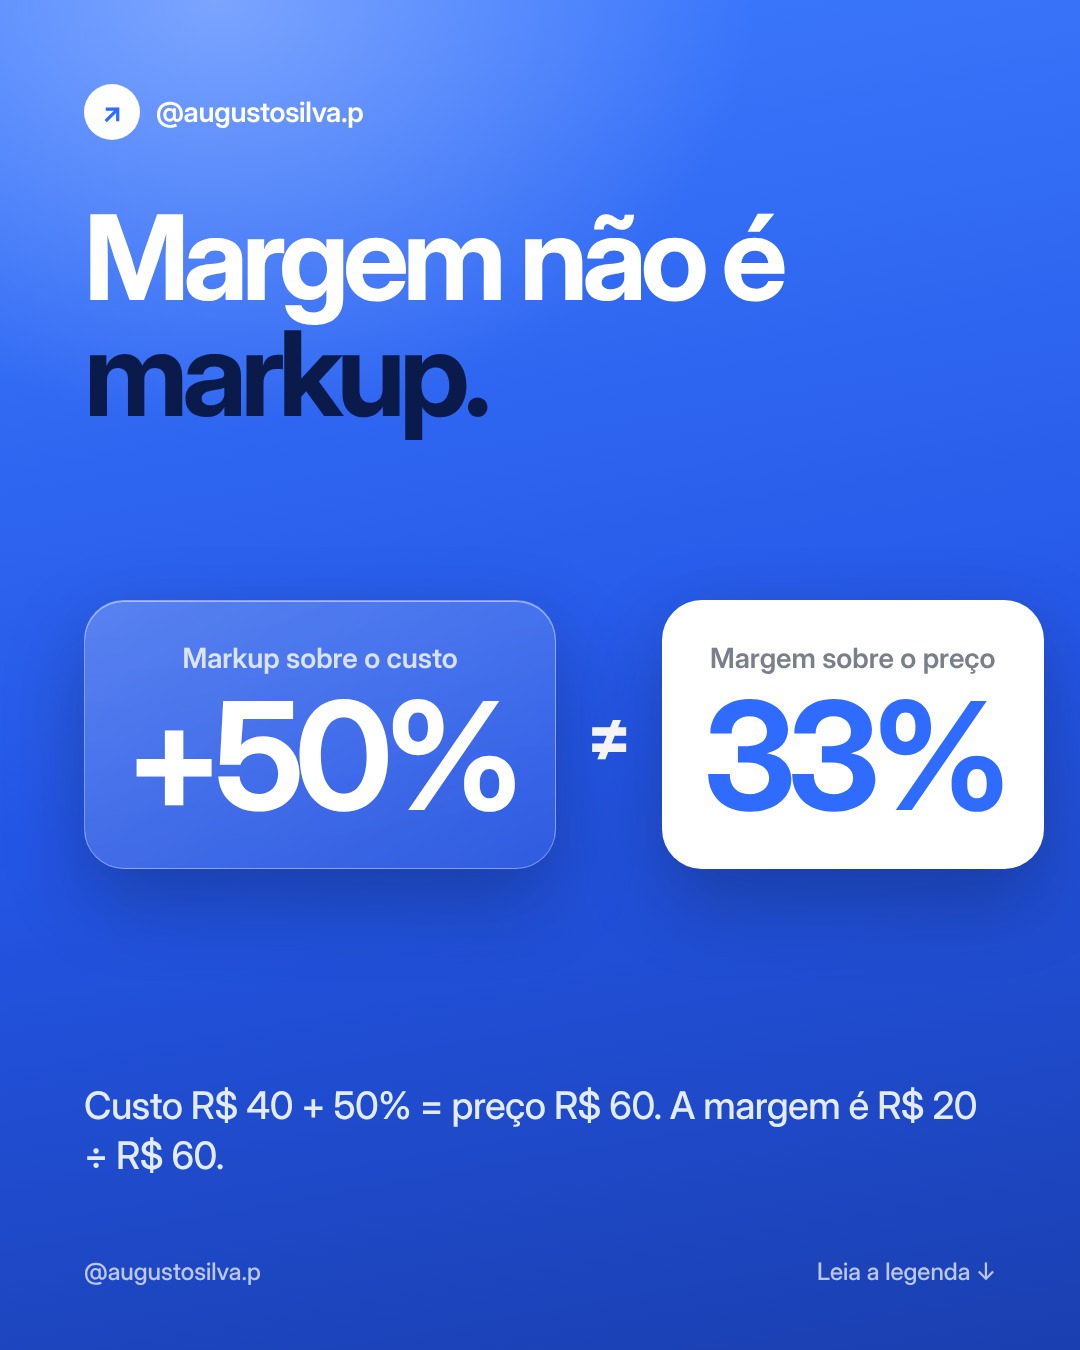 @augustosilva.p
Margem não é
markup.
Markup sobre o custo
+50%
≠
Margem sobre o preço
33%
Custo R$ 40 + 50% = preço R$ 60. A margem é R$ 20
÷ R$ 60.
@augustosilva.p
Leia a legenda ↓